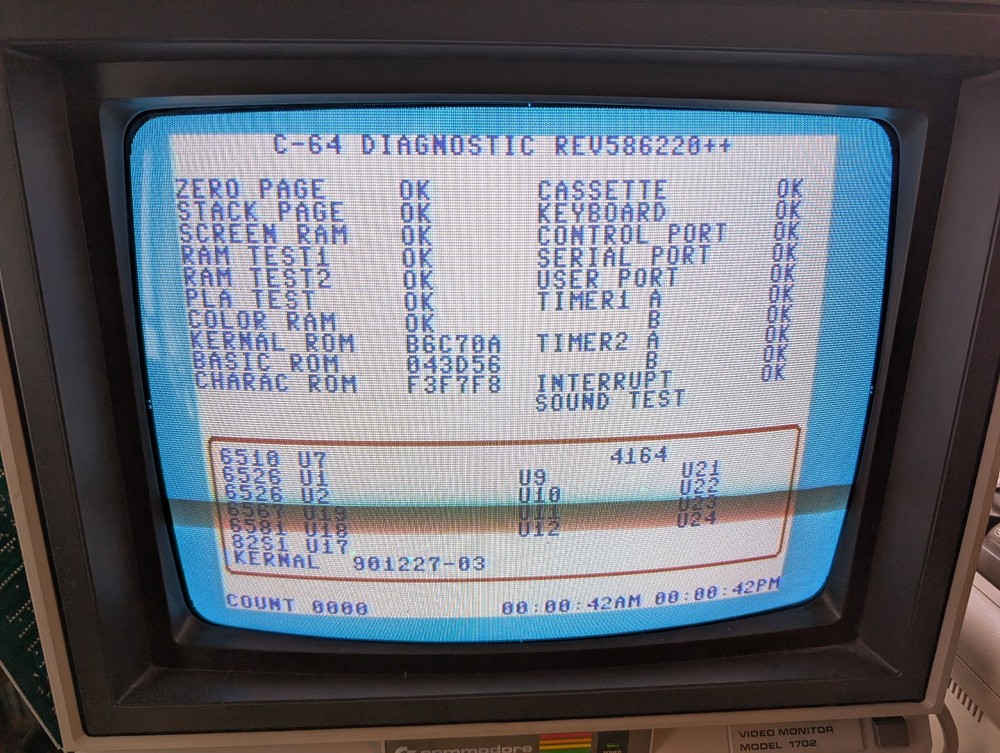 C-64 DIAGNOSTIC REV586220++
ZERO PAGE OK CASSETTE OK
STACK PAGE OK KEYBOARD OK
SCREEN RAM OK CONTROL PORT OK
RAM TEST1 OK SERIAL PORT OK
RAM TEST2 OK USER PORT OK
PLA TEST OK TIMER1 A OK
COLOR RAM OK B OK
KERNAL ROM B6C70A TIMER2 A OK
BASIC ROM 043D56 B OK
CHARAC ROM F3F7F8 INTERRUPT OK
SOUND TEST
6510 U7 4164
6526 U1 U9 U21
6526 U2 U10 U22
6567 U19 U11 U23
6581 U18 U12 U24
82S1 U17
KERNAL 901227-03
COUNT 0000 00:00:42AM 00:00:42PM
commodore
VIDEO MONITOR
MODEL 1702